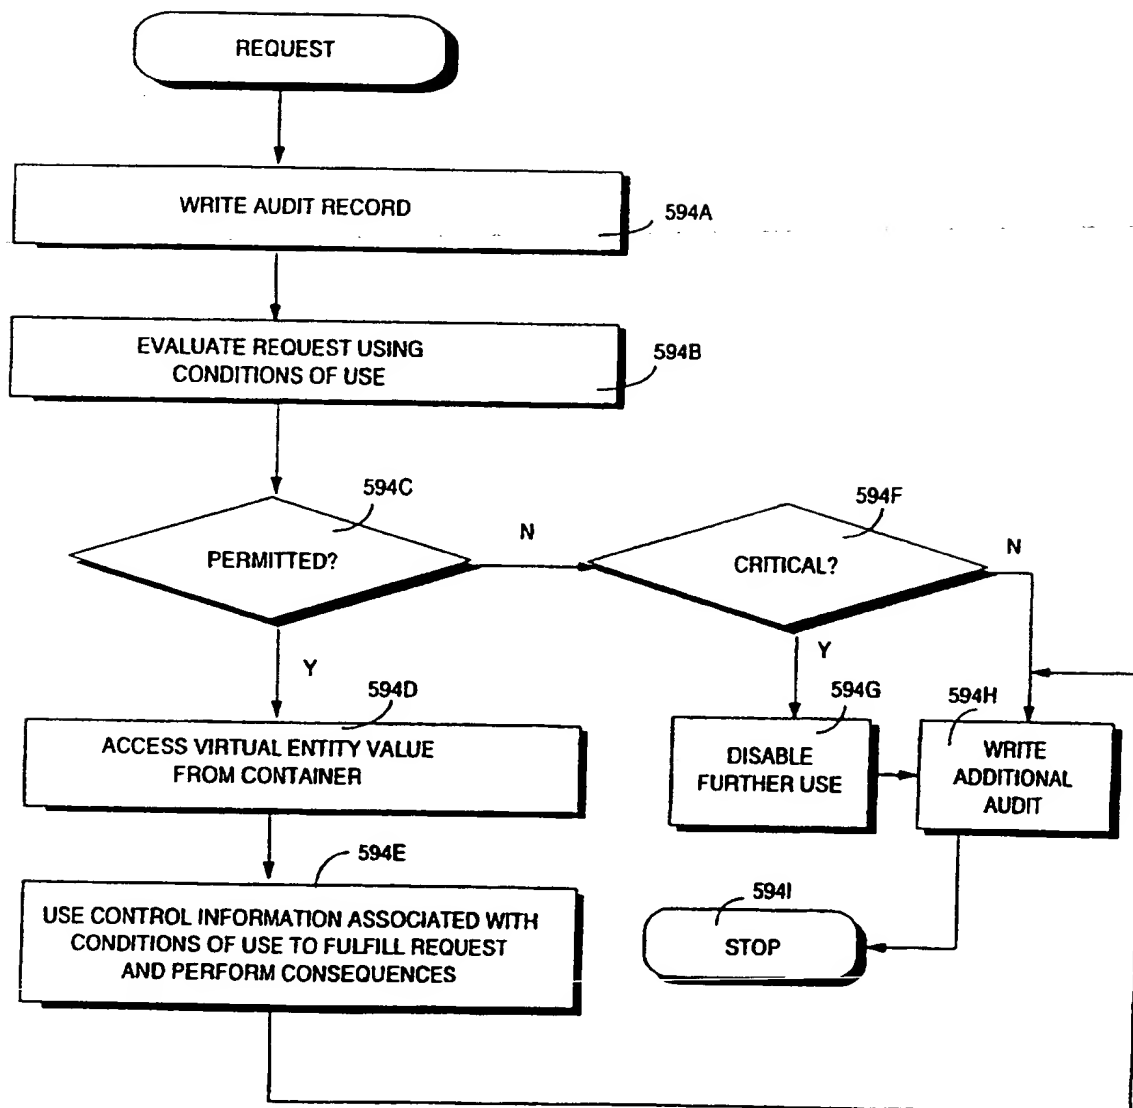 REQUEST
WRITE AUDIT RECORD
594A
EVALUATE REQUEST USING
CONDITIONS OF USE
594B
594C
PERMITTED?
N
594F
CRITICAL?
N
Y
Y
594D
ACCESS VIRTUAL ENTITY VALUE
FROM CONTAINER
594G
DISABLE
FURTHER USE
594H
WRITE
ADDITIONAL
AUDIT
594E
USE CONTROL INFORMATION ASSOCIATED WITH
CONDITIONS OF USE TO FULFILL REQUEST
AND PERFORM CONSEQUENCES
594I
STOP